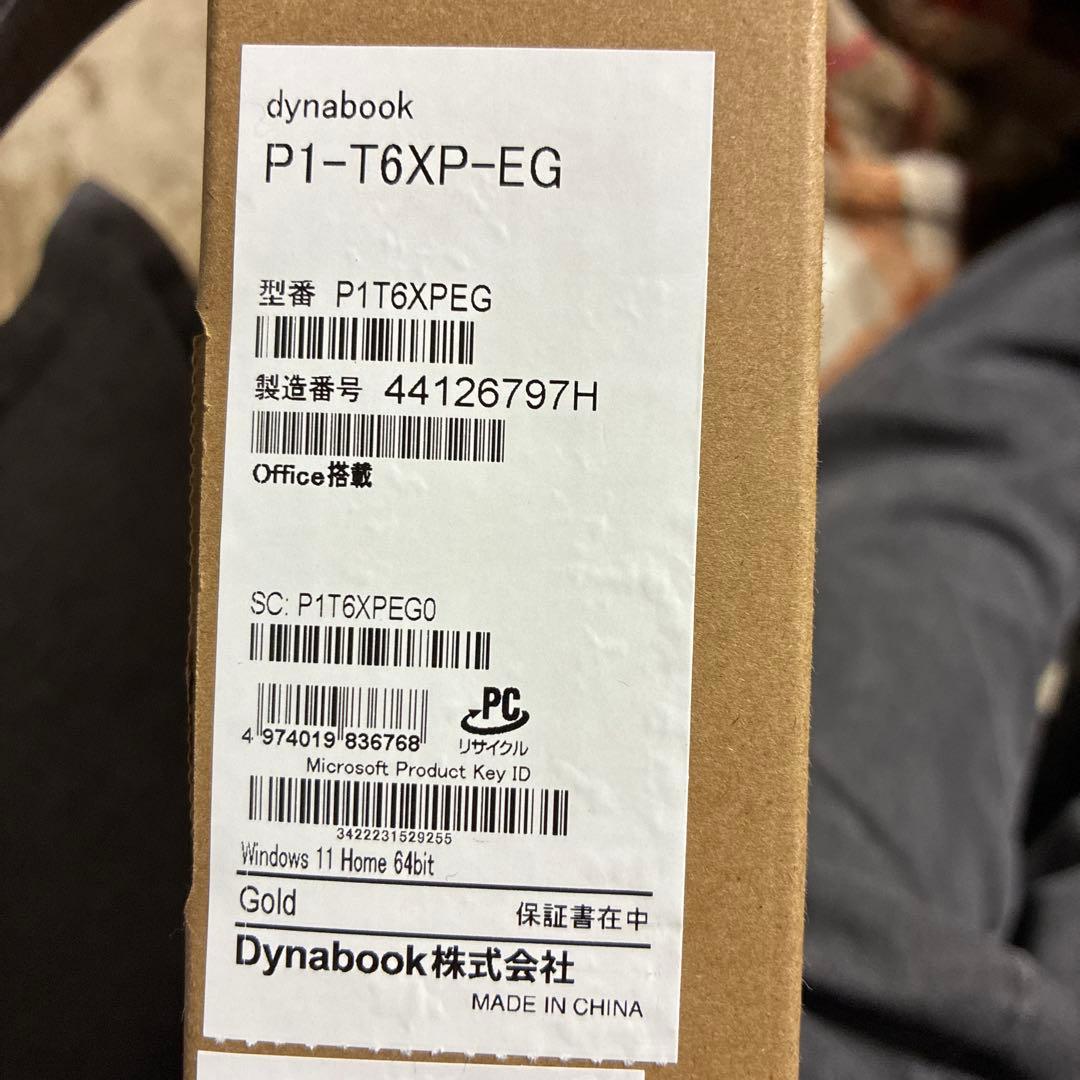 dynabook
P1-T6XP-EG
型番 P1T6XPEG
製造番号 44126797H
Office搭載
SC: P1T6XPEG0
4 974019 836768
PC
リサイクル
Microsoft Product Key ID
3422231529255
Windows 11 Home 64bit
Gold 保証書在中
Dynabook株式会社
MADE IN CHINA